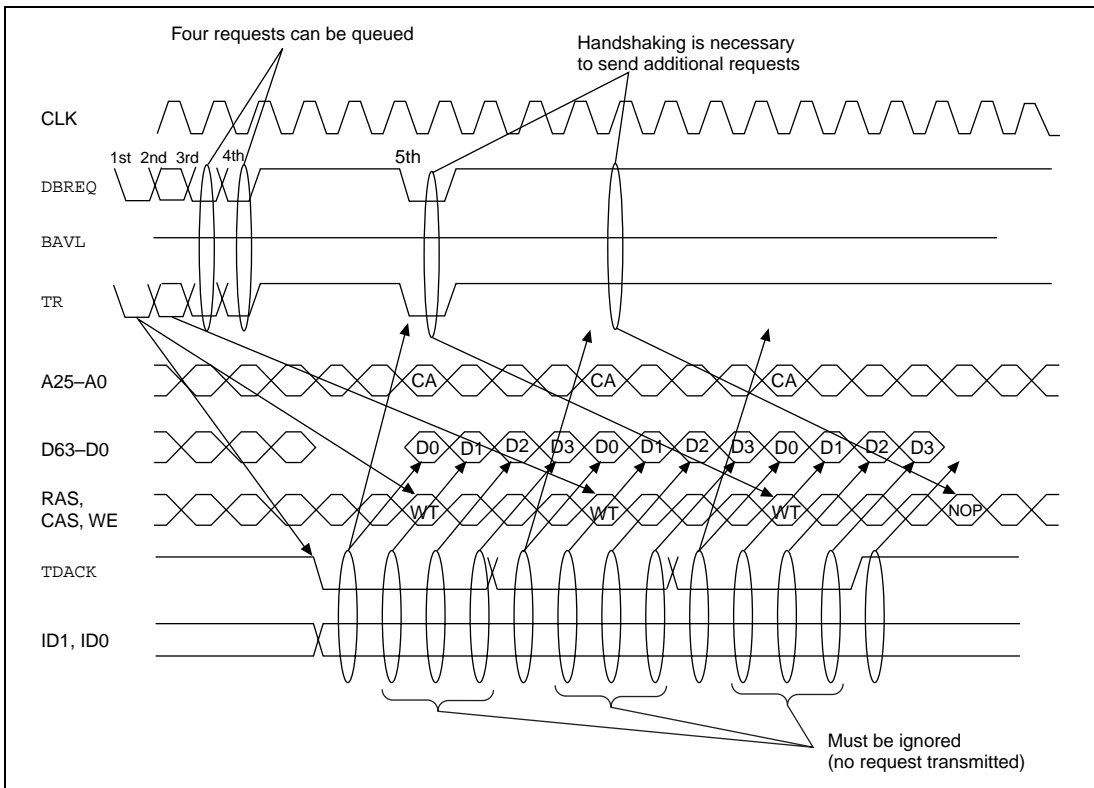 Four requests can be queued
Handshaking is necessary
to send additional requests
CLK
1st 2nd 3rd 4th 5th
DBREQ
BAVL
TR
A25–A0
CA CA CA
D63–D0
D0 D1 D2 D3 D0 D1 D2 D3 D0 D1 D2 D3
RAS,
CAS, WE
WT WT WT NOP
TDACK
ID1, ID0
Must be ignored
(no request transmitted)